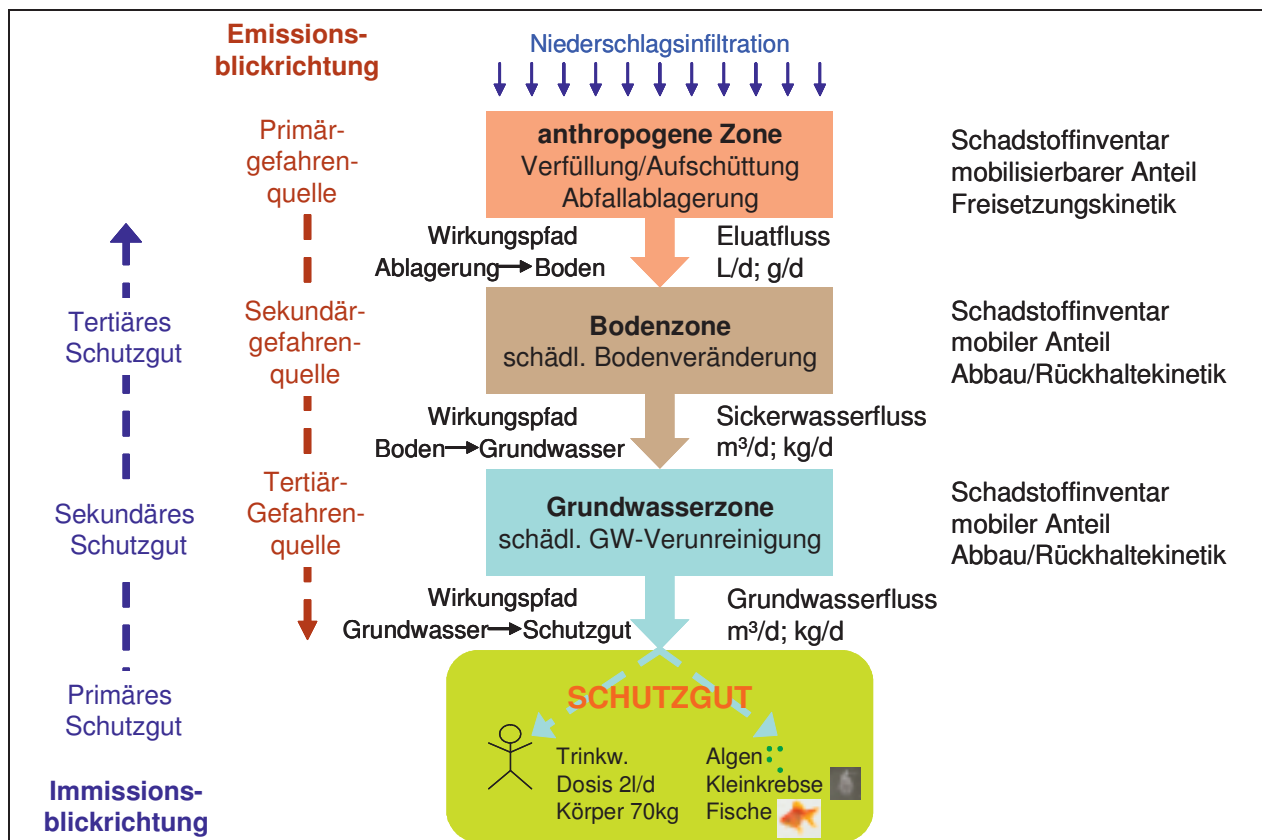 Emissions-
blickrichtung
Niederschlagsinfiltration
Primär-
gefahren-
quelle
anthropogene Zone
Verfüllung/Aufschüttung
Abfallablagerung
Schadstoffinventar
mobilisierbarer Anteil
Freisetzungskinetik
Wirkungspfad
Ablagerung→Boden
Eluatfluss
L/d; g/d
Tertiäres
Schutzgut
Sekundär-
gefahren-
quelle
Bodenzone
schädl. Bodenveränderung
Schadstoffinventar
mobiler Anteil
Abbau/Rückhaltekinetik
Wirkungspfad
Boden→Grundwasser
Sickerwasserfluss
m³/d; kg/d
Sekundäres
Schutzgut
Tertiär-
Gefahren-
quelle
Grundwasserzone
schädl. GW-Verunreinigung
Schadstoffinventar
mobiler Anteil
Abbau/Rückhaltekinetik
Wirkungspfad
Grundwasser→Schutzgut
Grundwasserfluss
m³/d; kg/d
Primäres
Schutzgut
SCHUTZGUT
Trinkw.
Dosis 2l/d
Körper 70kg
Algen
Kleinkrebse
Fische
Immissions-
blickrichtung